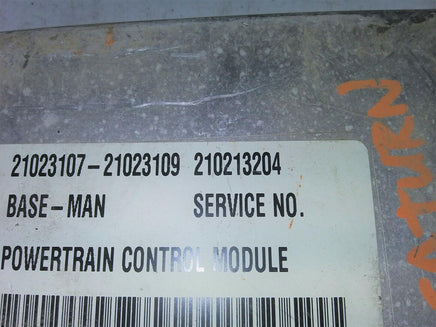 21023107-21023109 210213204
BASE-MAN SERVICE NO.
POWERTRAIN CONTROL MODULE
SATURN